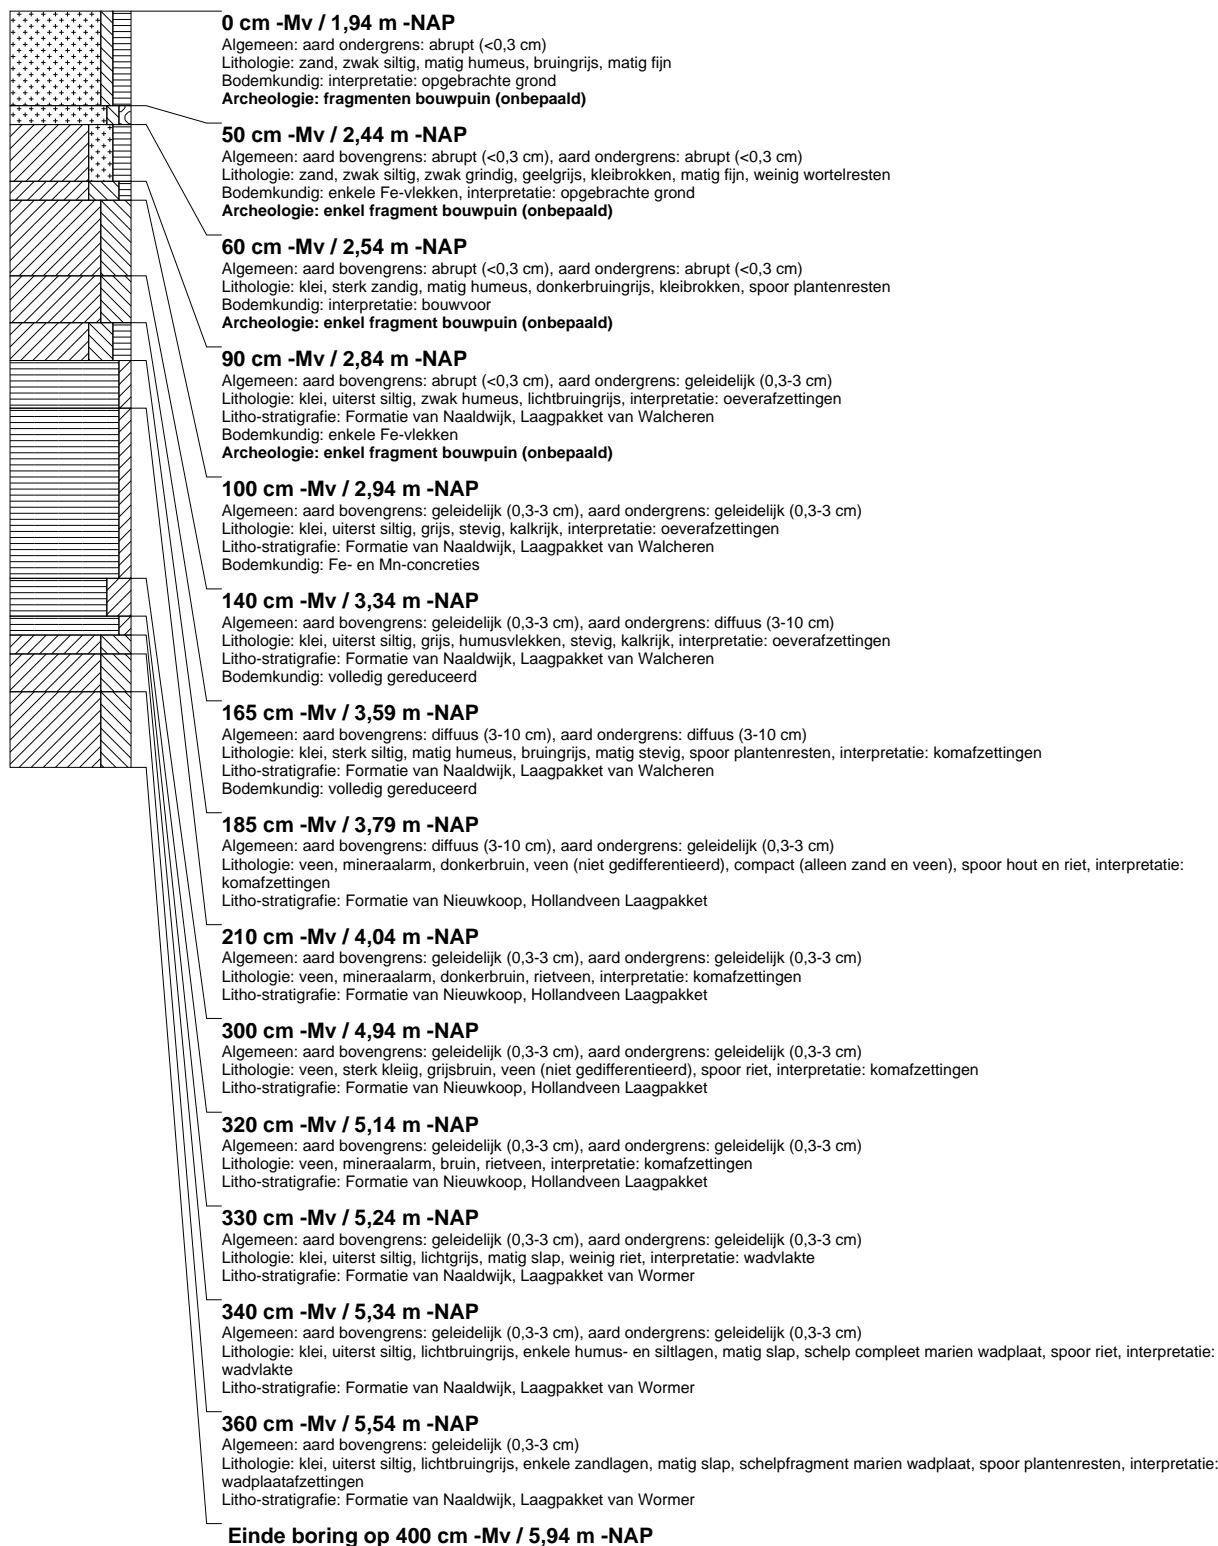 0 cm -Mv / 1,94 m -NAP
Algemeen: aard ondergrens: abrupt (<0,3 cm)
Lithologie: zand, zwak siltig, matig humeus, bruingrijs, matig fijn
Bodemkundig: interpretatie: opgebrachte grond
Archeologie: fragmenten bouwpuin (onbepaald)
50 cm -Mv / 2,44 m -NAP
Algemeen: aard bovengrens: abrupt (<0,3 cm), aard ondergrens: abrupt (<0,3 cm)
Lithologie: zand, zwak siltig, zwak grindig, geelgrijs, kleibrokken, matig fijn, weinig wortelresten
Bodemkundig: enkele Fe-vlekken, interpretatie: opgebrachte grond
Archeologie: enkel fragment bouwpuin (onbepaald)
60 cm -Mv / 2,54 m -NAP
Algemeen: aard bovengrens: abrupt (<0,3 cm), aard ondergrens: abrupt (<0,3 cm)
Lithologie: klei, sterk zandig, matig humeus, donkerbruingrijs, kleibrokken, spoor plantenresten
Bodemkundig: interpretatie: bouwvoor
Archeologie: enkel fragment bouwpuin (onbepaald)
90 cm -Mv / 2,84 m -NAP
Algemeen: aard bovengrens: abrupt (<0,3 cm), aard ondergrens: geleidelijk (0,3-3 cm)
Lithologie: klei, uiterst siltig, zwak humeus, lichtbruingrijs, interpretatie: oeverafzettingen
Litho-stratigrafie: Formatie van Naaldwijk, Laagpakket van Walcheren
Bodemkundig: enkele Fe-vlekken
Archeologie: enkel fragment bouwpuin (onbepaald)
100 cm -Mv / 2,94 m -NAP
Algemeen: aard bovengrens: geleidelijk (0,3-3 cm), aard ondergrens: geleidelijk (0,3-3 cm)
Lithologie: klei, uiterst siltig, grijs, stevig, kalkrijk, interpretatie: oeverafzettingen
Litho-stratigrafie: Formatie van Naaldwijk, Laagpakket van Walcheren
Bodemkundig: Fe- en Mn-concreties
140 cm -Mv / 3,34 m -NAP
Algemeen: aard bovengrens: geleidelijk (0,3-3 cm), aard ondergrens: diffuus (3-10 cm)
Lithologie: klei, uiterst siltig, grijs, humusvlekken, stevig, kalkrijk, interpretatie: oeverafzettingen
Litho-stratigrafie: Formatie van Naaldwijk, Laagpakket van Walcheren
Bodemkundig: volledig gereduceerd
165 cm -Mv / 3,59 m -NAP
Algemeen: aard bovengrens: diffuus (3-10 cm), aard ondergrens: diffuus (3-10 cm)
Lithologie: klei, sterk siltig, matig humeus, bruingrijs, matig stevig, spoor plantenresten, interpretatie: komafzettingen
Litho-stratigrafie: Formatie van Naaldwijk, Laagpakket van Walcheren
Bodemkundig: volledig gereduceerd
185 cm -Mv / 3,79 m -NAP
Algemeen: aard bovengrens: diffuus (3-10 cm), aard ondergrens: geleidelijk (0,3-3 cm)
Lithologie: veen, mineraalarm, donkerbruin, veen (niet gedifferentieerd), compact (alleen zand en veen), spoor hout en riet, interpretatie:
komafzettingen
Litho-stratigrafie: Formatie van Nieuwkoop, Hollandveen Laagpakket
210 cm -Mv / 4,04 m -NAP
Algemeen: aard bovengrens: geleidelijk (0,3-3 cm), aard ondergrens: geleidelijk (0,3-3 cm)
Lithologie: veen, mineraalarm, donkerbruin, rietveen, interpretatie: komafzettingen
Litho-stratigrafie: Formatie van Nieuwkoop, Hollandveen Laagpakket
300 cm -Mv / 4,94 m -NAP
Algemeen: aard bovengrens: geleidelijk (0,3-3 cm), aard ondergrens: geleidelijk (0,3-3 cm)
Lithologie: veen, sterk kleiig, grijsbruin, veen (niet gedifferentieerd), spoor riet, interpretatie: komafzettingen
Litho-stratigrafie: Formatie van Nieuwkoop, Hollandveen Laagpakket
320 cm -Mv / 5,14 m -NAP
Algemeen: aard bovengrens: geleidelijk (0,3-3 cm), aard ondergrens: geleidelijk (0,3-3 cm)
Lithologie: veen, mineraalarm, bruin, rietveen, interpretatie: komafzettingen
Litho-stratigrafie: Formatie van Nieuwkoop, Hollandveen Laagpakket
330 cm -Mv / 5,24 m -NAP
Algemeen: aard bovengrens: geleidelijk (0,3-3 cm), aard ondergrens: geleidelijk (0,3-3 cm)
Lithologie: klei, uiterst siltig, lichtgrijs, matig slap, weinig riet, interpretatie: wadvlakte
Litho-stratigrafie: Formatie van Naaldwijk, Laagpakket van Wormer
340 cm -Mv / 5,34 m -NAP
Algemeen: aard bovengrens: geleidelijk (0,3-3 cm), aard ondergrens: geleidelijk (0,3-3 cm)
Lithologie: klei, uiterst siltig, lichtbruingrijs, enkele humus- en siltlagen, matig slap, schelp compleet marien wadplaat, spoor riet, interpretatie:
wadvlakte
Litho-stratigrafie: Formatie van Naaldwijk, Laagpakket van Wormer
360 cm -Mv / 5,54 m -NAP
Algemeen: aard bovengrens: geleidelijk (0,3-3 cm)
Lithologie: klei, uiterst siltig, lichtbruingrijs, enkele zandlagen, matig slap, schelpfragment marien wadplaat, spoor plantenresten, interpretatie:
wadplaatafzettingen
Litho-stratigrafie: Formatie van Naaldwijk, Laagpakket van Wormer
Einde boring op 400 cm -Mv / 5,94 m -NAP